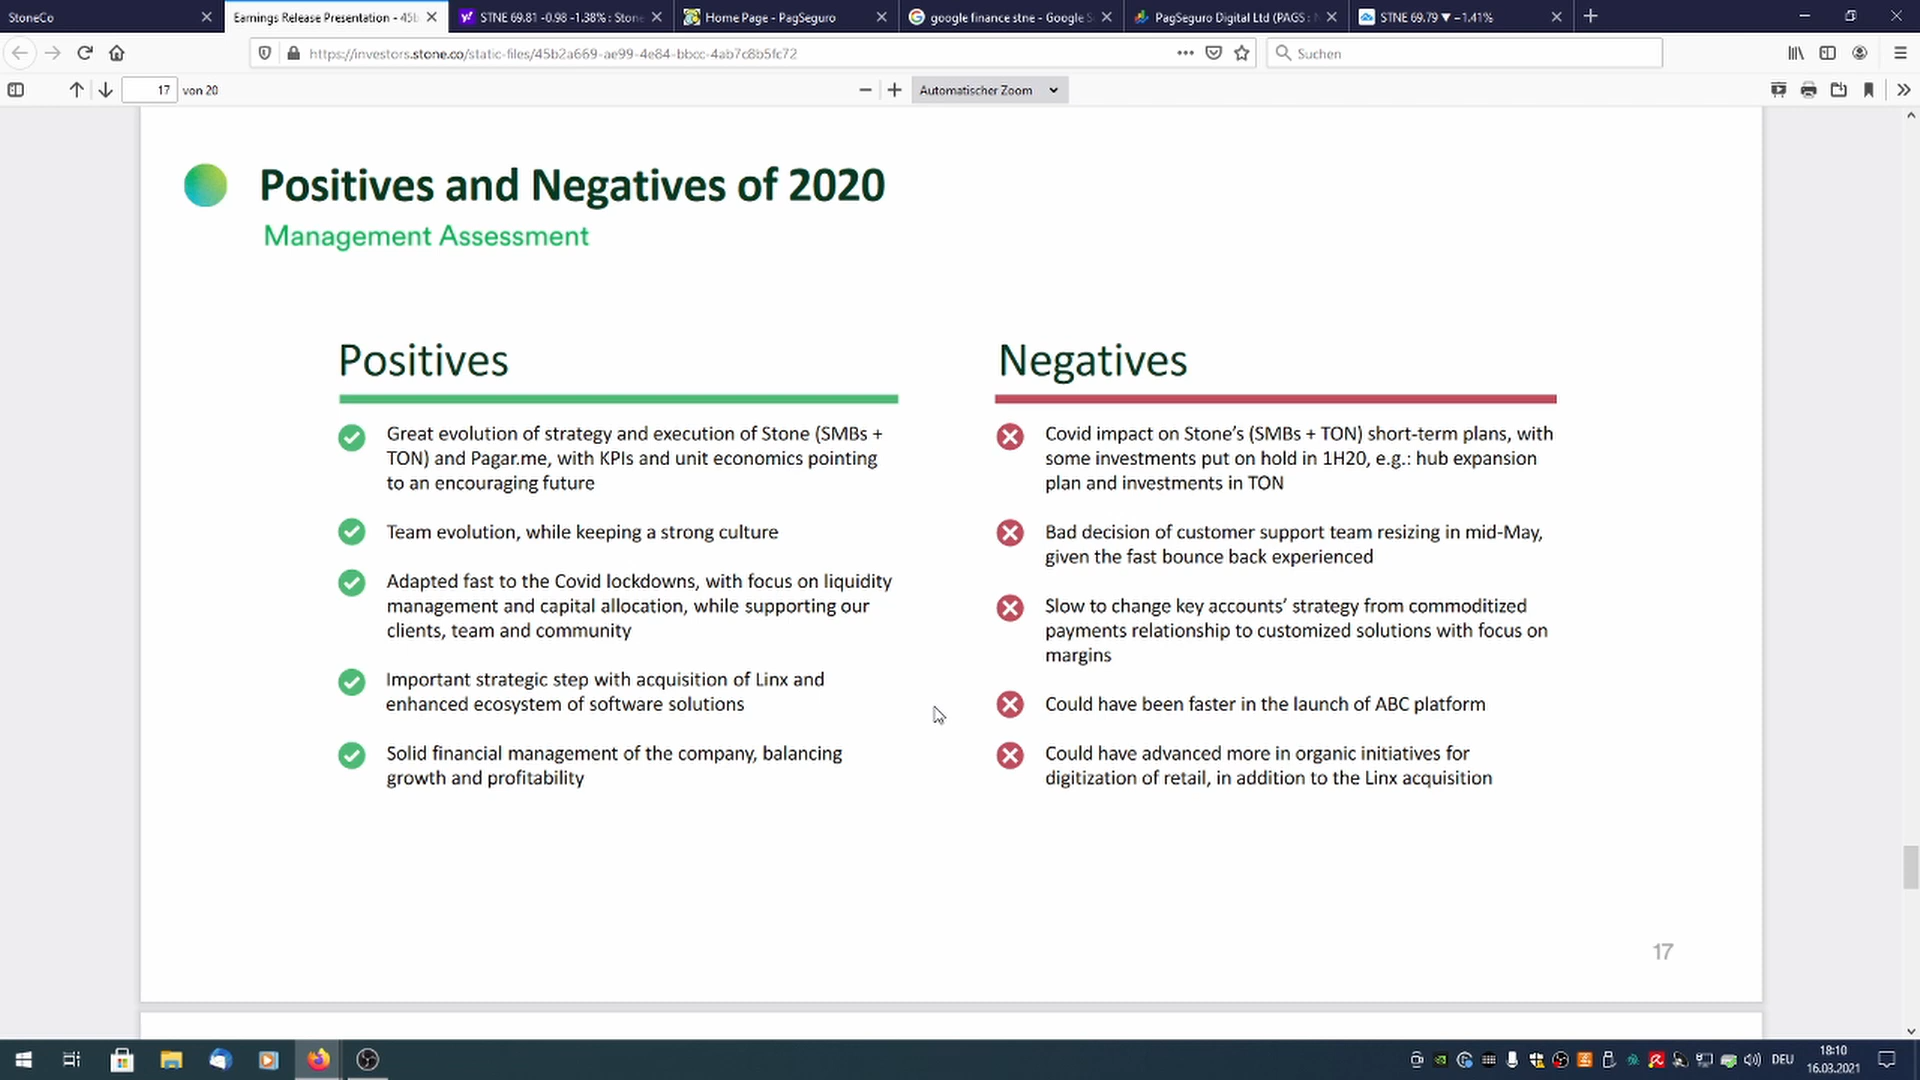 StoneCo
Earnings Release Presentation - 45b
STNE 69.81 -0.98 -1.38% : Stone
Home Page - PagSeguro
google finance stne - Google S
PagSeguro Digital Ltd (PAGS : N
STNE 69.79 ▼ −1.41%
https://investors.stone.co/static-files/45b2a669-ae99-4e84-bbcc-4ab7c8b5fc72
Suchen
17 von 20
Automatischer Zoom
Positives and Negatives of 2020
Management Assessment
Positives
Great evolution of strategy and execution of Stone (SMBs +
TON) and Pagar.me, with KPIs and unit economics pointing
to an encouraging future
Team evolution, while keeping a strong culture
Adapted fast to the Covid lockdowns, with focus on liquidity
management and capital allocation, while supporting our
clients, team and community
Important strategic step with acquisition of Linx and
enhanced ecosystem of software solutions
Solid financial management of the company, balancing
growth and profitability
Negatives
Covid impact on Stone's (SMBs + TON) short-term plans, with
some investments put on hold in 1H20, e.g.: hub expansion
plan and investments in TON
Bad decision of customer support team resizing in mid-May,
given the fast bounce back experienced
Slow to change key accounts' strategy from commoditized
payments relationship to customized solutions with focus on
margins
Could have been faster in the launch of ABC platform
Could have advanced more in organic initiatives for
digitization of retail, in addition to the Linx acquisition
17
DEU
18:10
16.03.2021